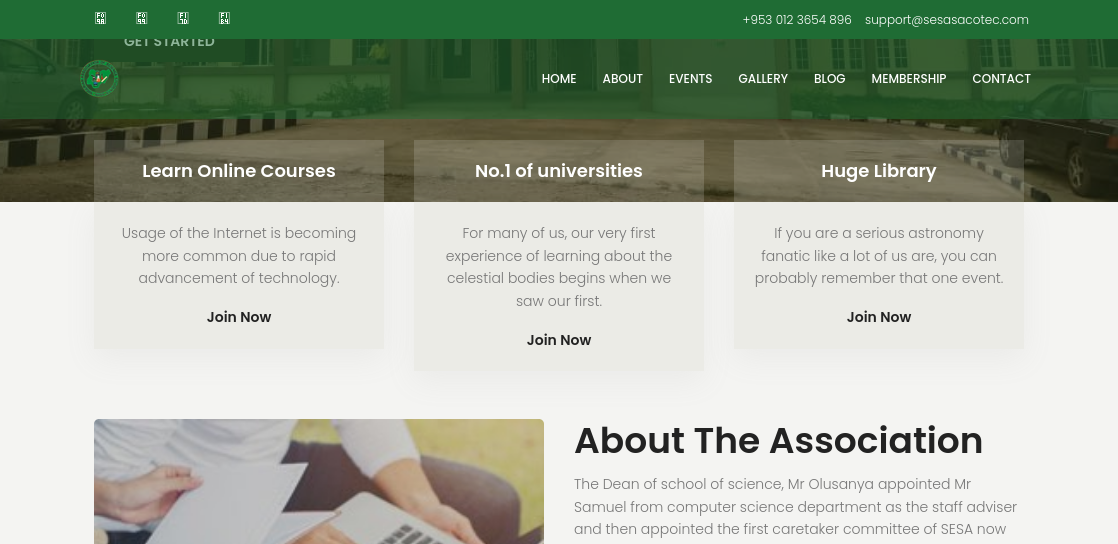 +953 012 3654 896 support@sesasacotec.com
GET STARTED
HOME ABOUT EVENTS GALLERY BLOG MEMBERSHIP CONTACT
Learn Online Courses
Usage of the Internet is becoming
more common due to rapid
advancement of technology.
Join Now
No.1 of universities
For many of us, our very first
experience of learning about the
celestial bodies begins when we
saw our first.
Join Now
Huge Library
If you are a serious astronomy
fanatic like a lot of us are, you can
probably remember that one event.
Join Now
About The Association
The Dean of school of science, Mr Olusanya appointed Mr
Samuel from computer science department as the staff adviser
and then appointed the first caretaker committee of SESA now